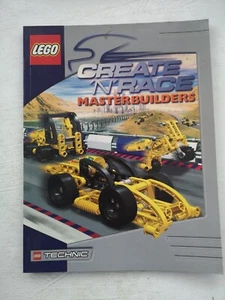 LEGO
CREATE
'N' RACE
MASTERBUILDERS
LEGO TECHNIC